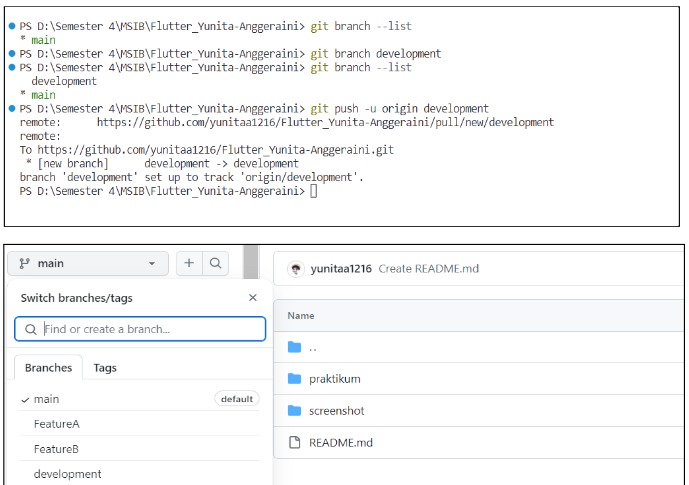 PS D:\Semester 4\MSIB\Flutter_Yunita-Anggeraini> git branch --list
* main
PS D:\Semester 4\MSIB\Flutter_Yunita-Anggeraini> git branch development
PS D:\Semester 4\MSIB\Flutter_Yunita-Anggeraini> git branch --list
  development
* main
PS D:\Semester 4\MSIB\Flutter_Yunita-Anggeraini> git push -u origin development
remote:      https://github.com/yunitaa1216/Flutter_Yunita-Anggeraini/pull/new/development
remote:
To https://github.com/yunitaa1216/Flutter_Yunita-Anggeraini.git
 * [new branch]      development -> development
branch 'development' set up to track 'origin/development'.
PS D:\Semester 4\MSIB\Flutter_Yunita-Anggeraini>
main
Switch branches/tags
Find or create a branch...
Branches Tags
main default
FeatureA
FeatureB
development
yunitaa1216 Create README.md
Name
..
praktikum
screenshot
README.md